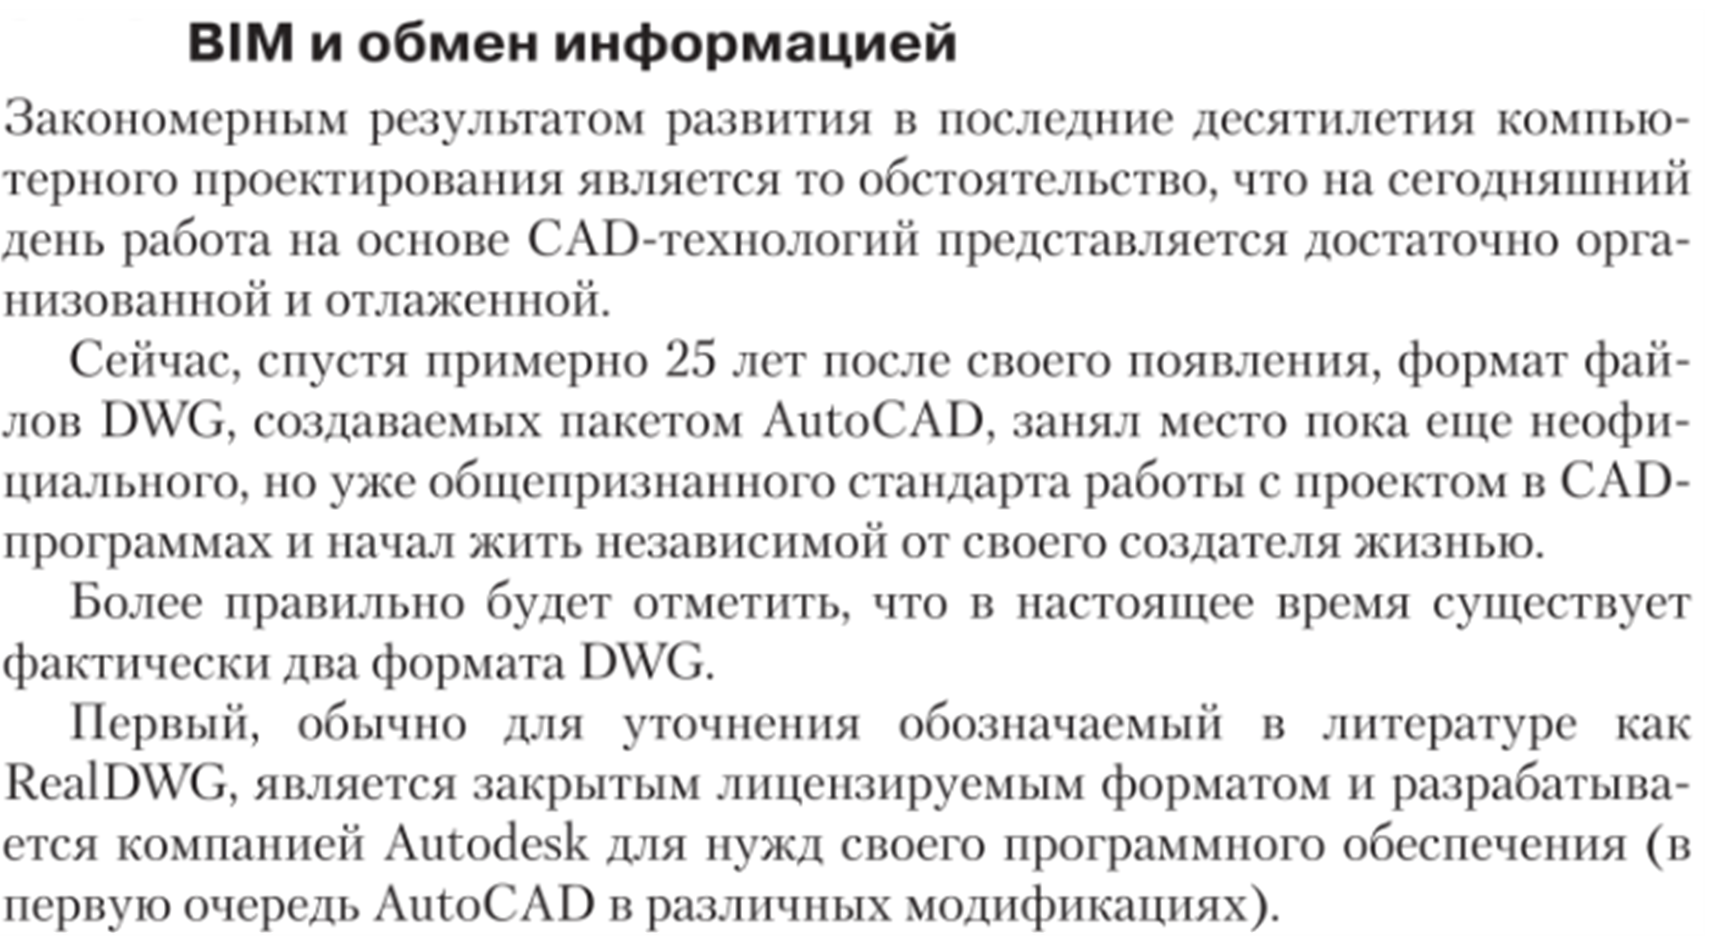 BIM и обмен информацией
Закономерным результатом развития в последние десятилетия компью-
терного проектирования является то обстоятельство, что на сегодняшний
день работа на основе CAD-технологий представляется достаточно орга-
низованной и отлаженной.
Сейчас, спустя примерно 25 лет после своего появления, формат фай-
лов DWG, создаваемых пакетом AutoCAD, занял место пока еще неофи-
циального, но уже общепризнанного стандарта работы с проектом в CAD-
программах и начал жить независимой от своего создателя жизнью.
Более правильно будет отметить, что в настоящее время существует
фактически два формата DWG.
Первый, обычно для уточнения обозначаемый в литературе как
RealDWG, является закрытым лицензируемым форматом и разрабатыва-
ется компанией Autodesk для нужд своего программного обеспечения (в
первую очередь AutoCAD в различных модификациях).